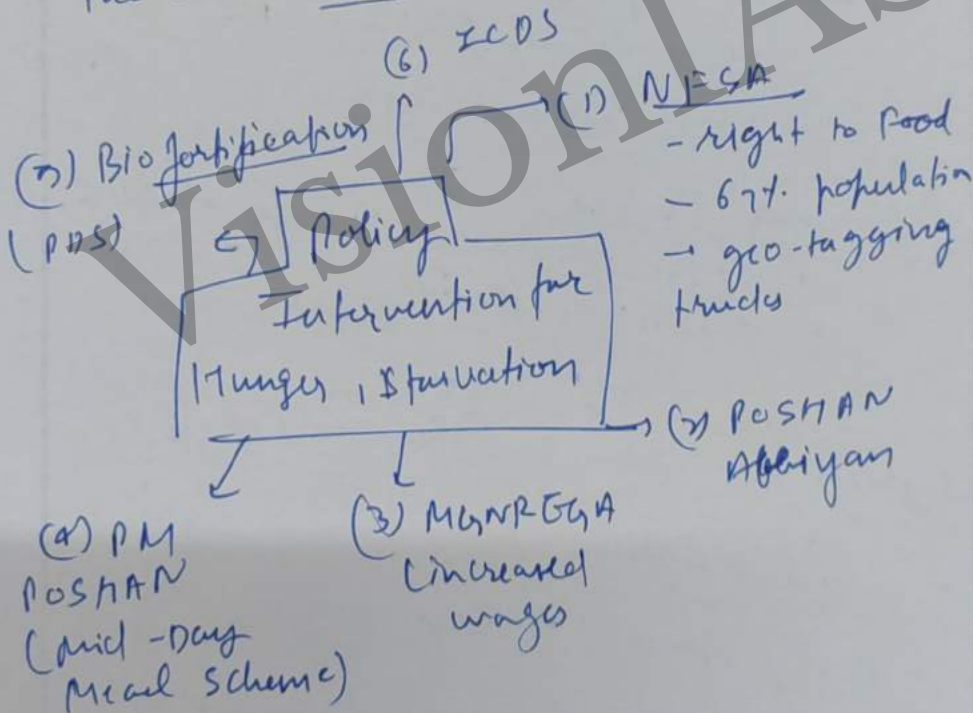 (6) ICDS
(1) NFSA
- right to food
- 67% population
→ geo-tagging
trucks
(5) Bio fortification
(PDS)
Policy
Intervention for
Hunger, Starvation
(2) POSHAN
Abhiyan
(3) MGNREGA
(increased
wages
(4) PM
POSHAN
(Mid-Day
Meal Scheme)
VisionIAS